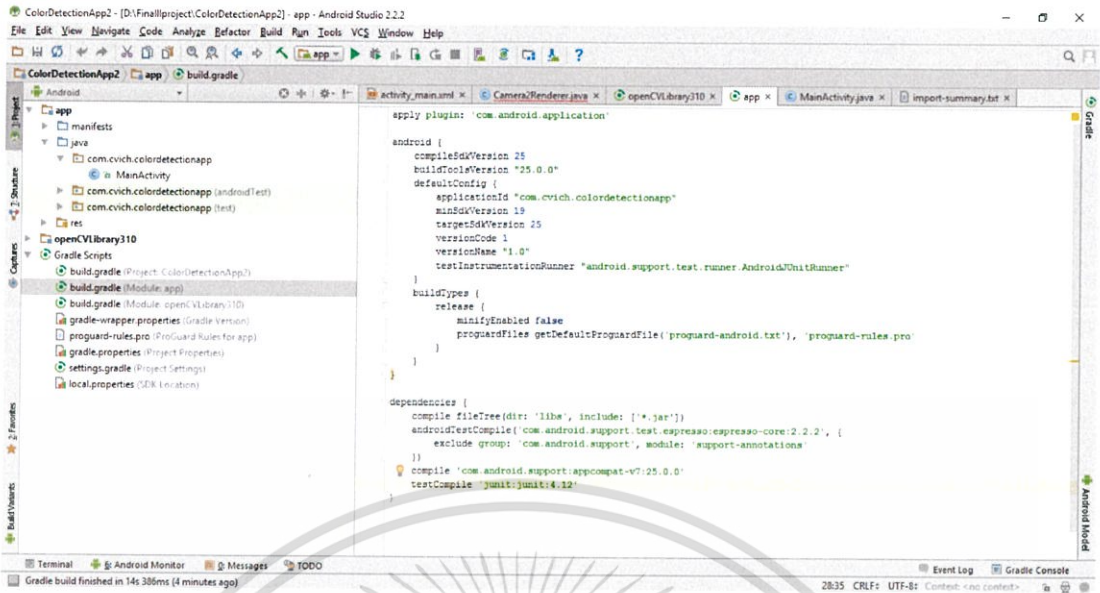 ColorDetectionApp2 - [D:\Finalllproject\ColorDetectionApp2] - app - Android Studio 2.2.2
File Edit View Navigate Code Analyze Refactor Build Run Tools VCS Window Help
app
ColorDetectionApp2 app build.gradle
Android
activity_main.xml Camera2Renderer.java openCVLibrary310 app MainActivity.java import-summary.txt
1: Project
2: Structure
Captures
2: Favorites
Build Variants
app
manifests
java
com.cvich.colordetectionapp
MainActivity
com.cvich.colordetectionapp (androidTest)
com.cvich.colordetectionapp (test)
res
openCVLibrary310
Gradle Scripts
build.gradle (Project: ColorDetectionApp2)
build.gradle (Module: app)
build.gradle (Module: openCVLibrary310)
gradle-wrapper.properties (Gradle Version)
proguard-rules.pro (ProGuard Rules for app)
gradle.properties (Project Properties)
settings.gradle (Project Settings)
local.properties (SDK Location)
apply plugin: 'com.android.application'
android {
compileSdkVersion 25
buildToolsVersion "25.0.0"
defaultConfig {
applicationId "com.cvich.colordetectionapp"
minSdkVersion 19
targetSdkVersion 25
versionCode 1
versionName "1.0"
testInstrumentationRunner "android.support.test.runner.AndroidJUnitRunner"
}
buildTypes {
release {
minifyEnabled false
proguardFiles getDefaultProguardFile('proguard-android.txt'), 'proguard-rules.pro'
}
}
}
dependencies {
compile fileTree(dir: 'libs', include: ['*.jar'])
androidTestCompile('com.android.support.test.espresso:espresso-core:2.2.2', {
exclude group: 'com.android.support', module: 'support-annotations'
})
compile 'com.android.support:appcompat-v7:25.0.0'
testCompile 'junit:junit:4.12'
}
Gradle
Android Model
Terminal 6: Android Monitor 0: Messages TODO
Event Log Gradle Console
Gradle build finished in 14s 386ms (4 minutes ago)
28:35 CRLF: UTF-8: Context: <no context>